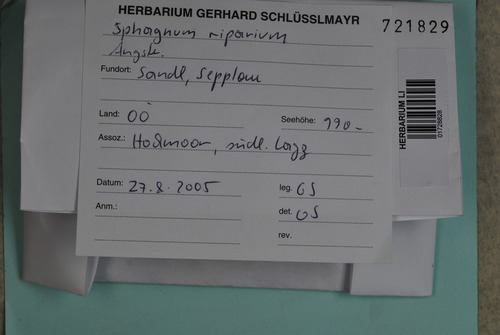 HERBARIUM GERHARD SCHLÜSSLMAYR
721829
Sphagnum riparium
Ångstr.
Fundort: Sandl, Sepplau
Land: OÖ
Seehöhe: 990.-
Assoz.: Hochmoor, südl. Lagg
Datum: 27.8.2005
leg. GS
Anm.:
det. GS
rev.
HERBARIUM LI